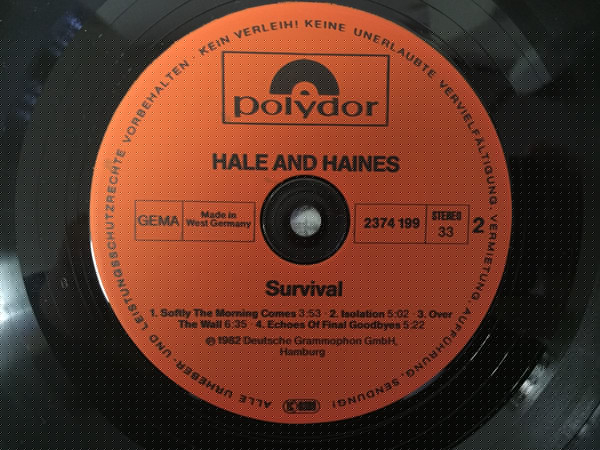 ALLE URHEBER- UND LEISTUNGSSCHUTZRECHTE VORBEHALTEN · KEIN VERLEIH! KEINE UNERLAUBTE VERVIELFÄLTIGUNG, VERMIETUNG, AUFFÜHRUNG, SENDUNG!
polydor
HALE AND HAINES
GEMA
Made in
West Germany
2374 199
STEREO
33
2
Survival
1. Softly The Morning Comes 3:53 · 2. Isolation 5:02 · 3. Over
The Wall 6:35 · 4. Echoes Of Final Goodbyes 5:22
℗ 1982 Deutsche Grammophon GmbH,
Hamburg